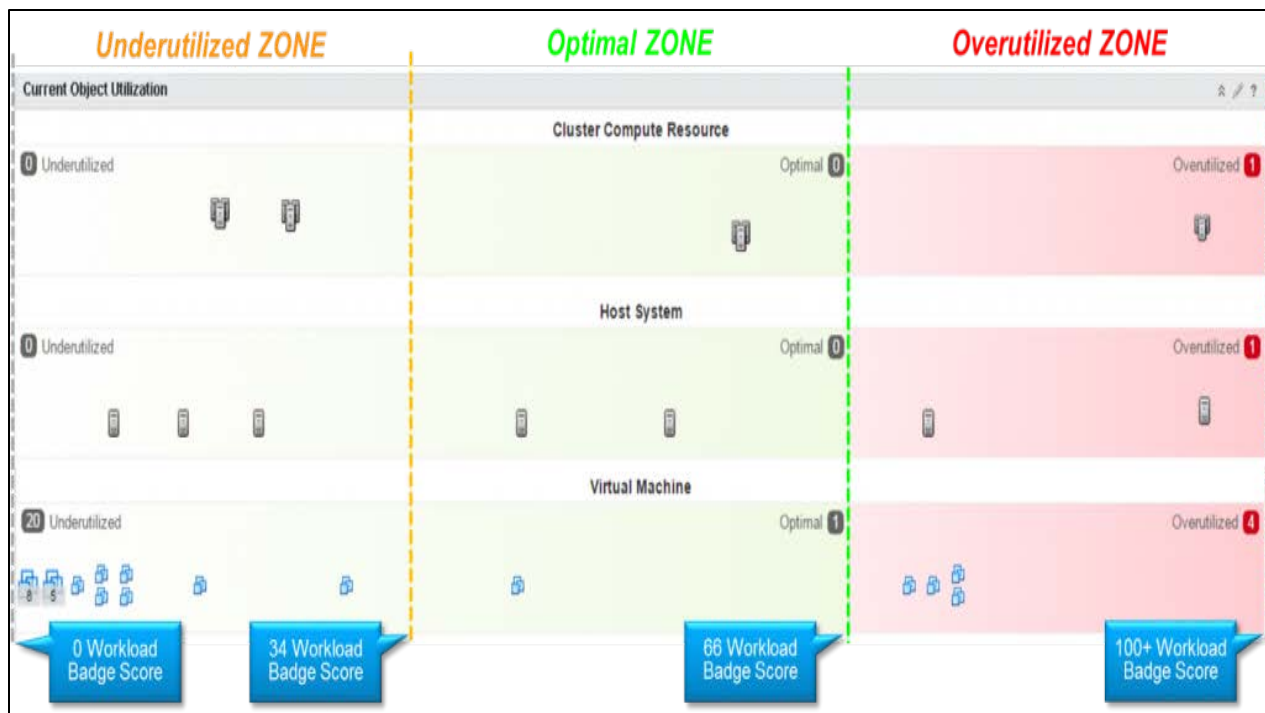 Underutilized ZONE
Optimal ZONE
Overutilized ZONE
Current Object Utilization
?
Cluster Compute Resource
0 Underutilized
Optimal 0
Overutilized 1
Host System
0 Underutilized
Optimal 0
Overutilized 1
Virtual Machine
20 Underutilized
Optimal 1
Overutilized 4
8
5
0 Workload
Badge Score
34 Workload
Badge Score
66 Workload
Badge Score
100+ Workload
Badge Score